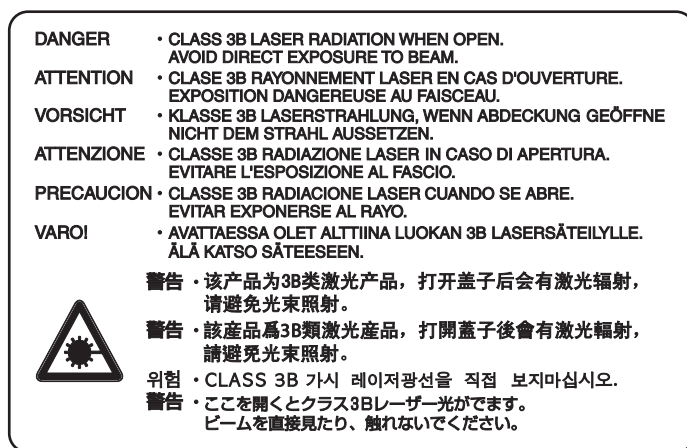 DANGER · CLASS 3B LASER RADIATION WHEN OPEN.
AVOID DIRECT EXPOSURE TO BEAM.
ATTENTION · CLASE 3B RAYONNEMENT LASER EN CAS D'OUVERTURE.
EXPOSITION DANGEREUSE AU FAISCEAU.
VORSICHT · KLASSE 3B LASERSTRAHLUNG, WENN ABDECKUNG GEÖFFNE
NICHT DEM STRAHL AUSSETZEN.
ATTENZIONE · CLASSE 3B RADIAZIONE LASER IN CASO DI APERTURA.
EVITARE L'ESPOSIZIONE AL FASCIO.
PRECAUCION · CLASSE 3B RADIACIONE LASER CUANDO SE ABRE.
EVITAR EXPONERSE AL RAYO.
VARO! · AVATTAESSA OLET ALTTIINA LUOKAN 3B LASERSÄTEILYLLE.
ÄLÄ KATSO SÄTEESEEN.
警告 · 该产品为3B类激光产品，打开盖子后会有激光辐射，
请避免光束照射。
警告 · 該産品爲3B類激光産品，打開蓋子後會有激光輻射，
請避免光束照射。
위험 · CLASS 3B 가시 레이저광선을 직접 보지마십시오.
警告 · ここを開くとクラス3Bレーザー光がでます。
ビームを直接見たり、触れないでください。